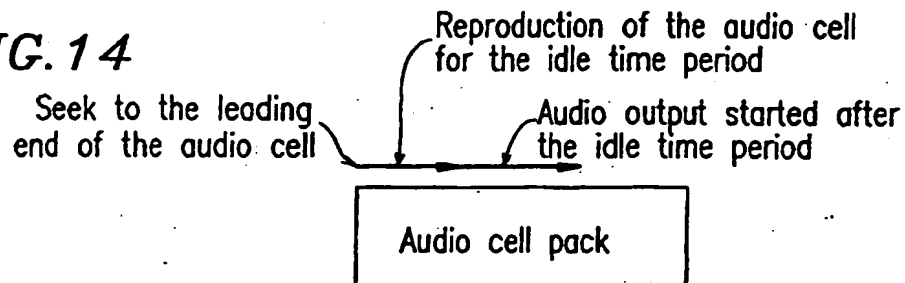 G. 14
Reproduction of the audio cell
for the idle time period
Seek to the leading
end of the audio cell
Audio output started after
the idle time period
Audio cell pack